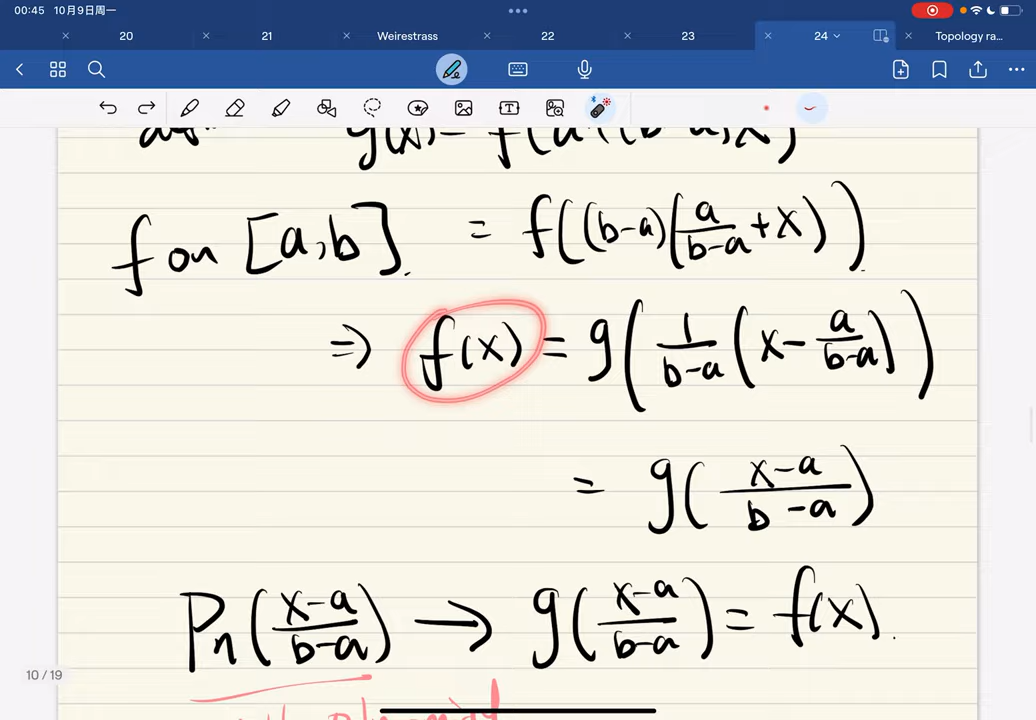 00:45 10月9日周一
20 21 Weirestrass 22 23 24 Topology ra...
g(x) = f(a+(b-a)x)
f on [a,b]. = f((b-a)(a/(b-a) + x)).
⇒ f(x) = g(1/(b-a) (x - a/(b-a)))
= g((x-a)/(b-a))
Pn((x-a)/(b-a)) → g((x-a)/(b-a)) = f(x).
10 / 19